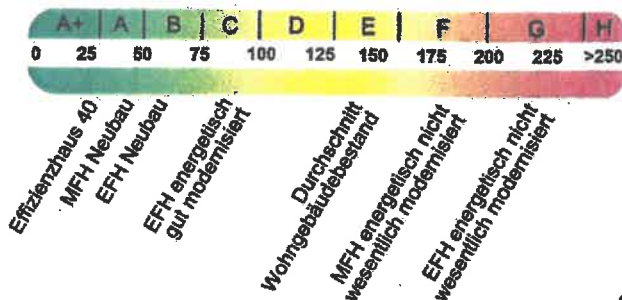 A+ A B C D E F G H
0 25 50 75 100 125 150 175 200 225 >250
Effizienzhaus 40
MFH Neubau
EFH Neubau
EFH energetisch
gut modernisiert
Durchschnitt
Wohngebäudebestand
MFH energetisch nicht
wesentlich modernisiert
EFH energetisch nicht
wesentlich modernisiert